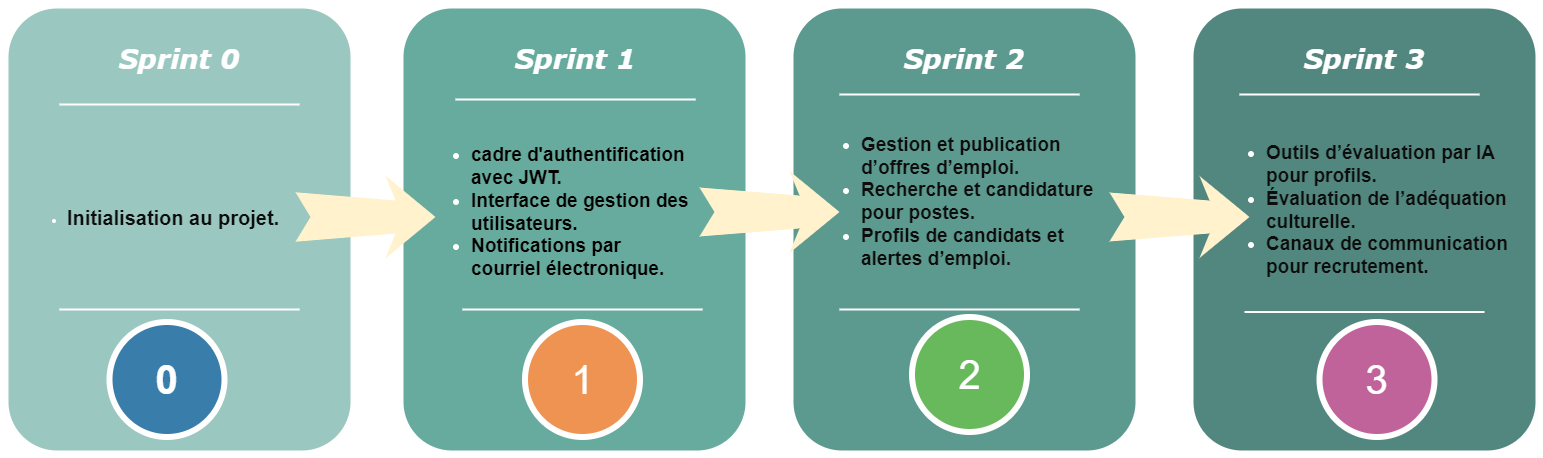 Sprint 0
Initialisation au projet.
0
Sprint 1
cadre d'authentification
avec JWT.
Interface de gestion des
utilisateurs.
Notifications par
courriel électronique.
1
Sprint 2
Gestion et publication
d’offres d’emploi.
Recherche et candidature
pour postes.
Profils de candidats et
alertes d’emploi.
2
Sprint 3
Outils d’évaluation par IA
pour profils.
Évaluation de l’adéquation
culturelle.
Canaux de communication
pour recrutement.
3